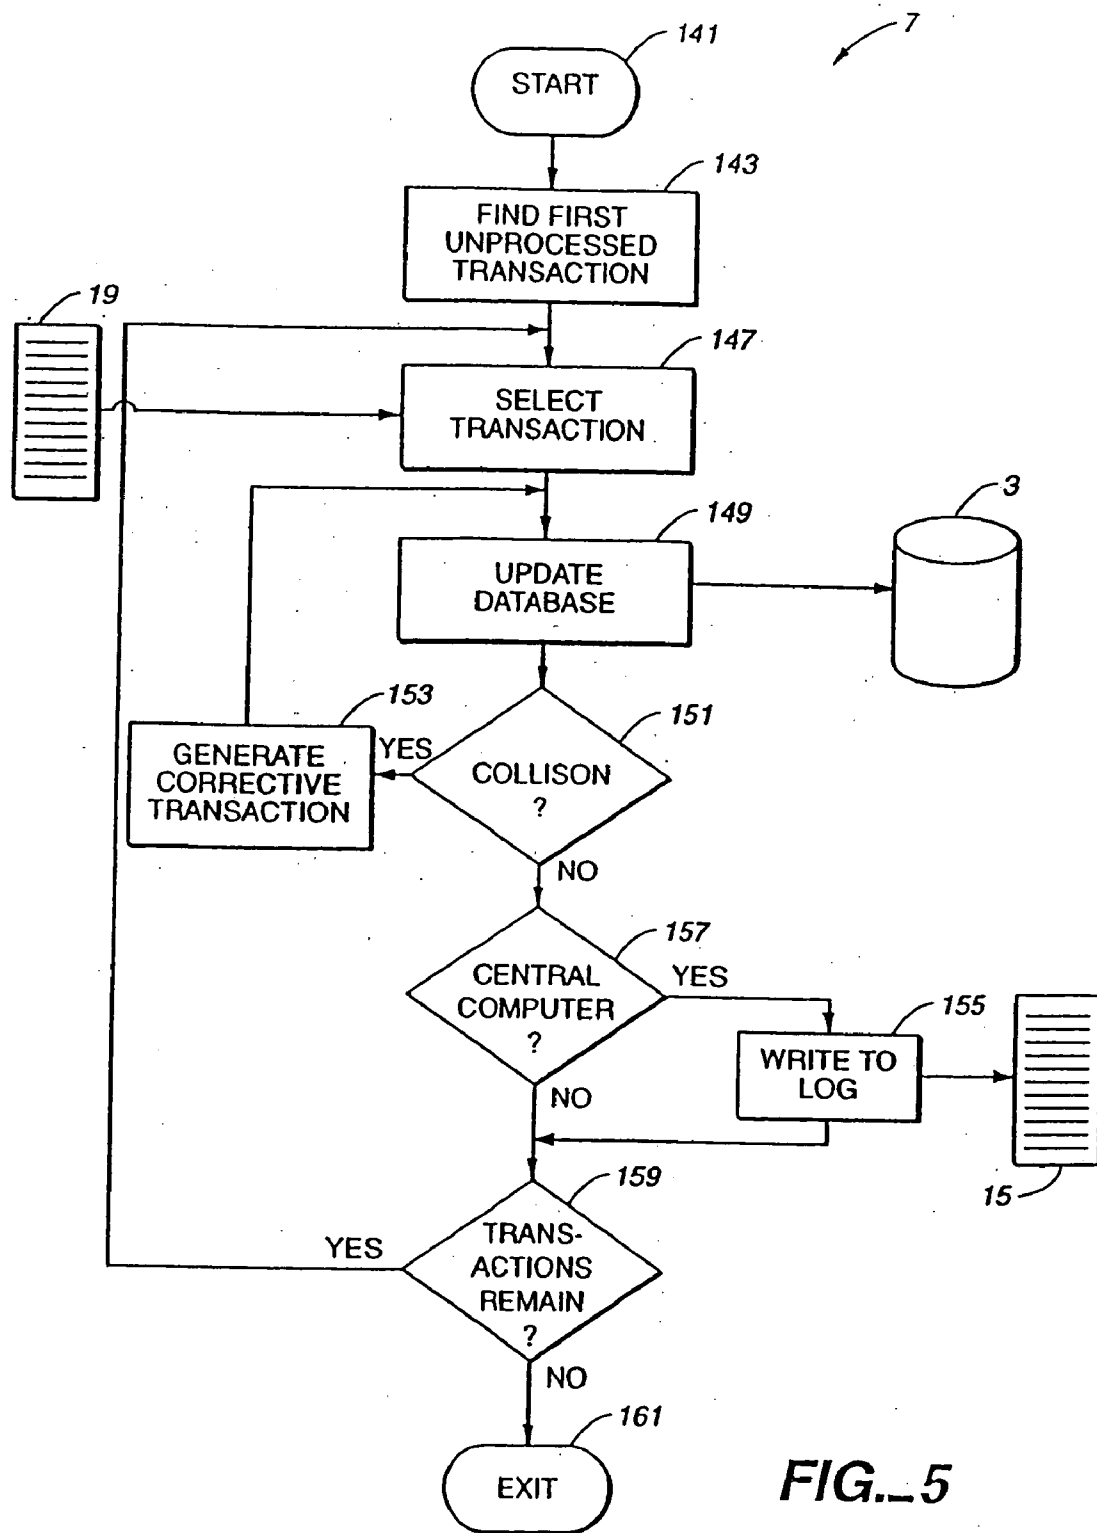 7
141
START
143
FIND FIRST
UNPROCESSED
TRANSACTION
19
147
SELECT
TRANSACTION
3
149
UPDATE
DATABASE
153
151
YES
GENERATE
CORRECTIVE
TRANSACTION
COLLISON
?
NO
157
CENTRAL
COMPUTER
?
YES
155
WRITE TO
LOG
NO
15
159
YES
TRANS-
ACTIONS
REMAIN
?
NO
161
EXIT
FIG._5